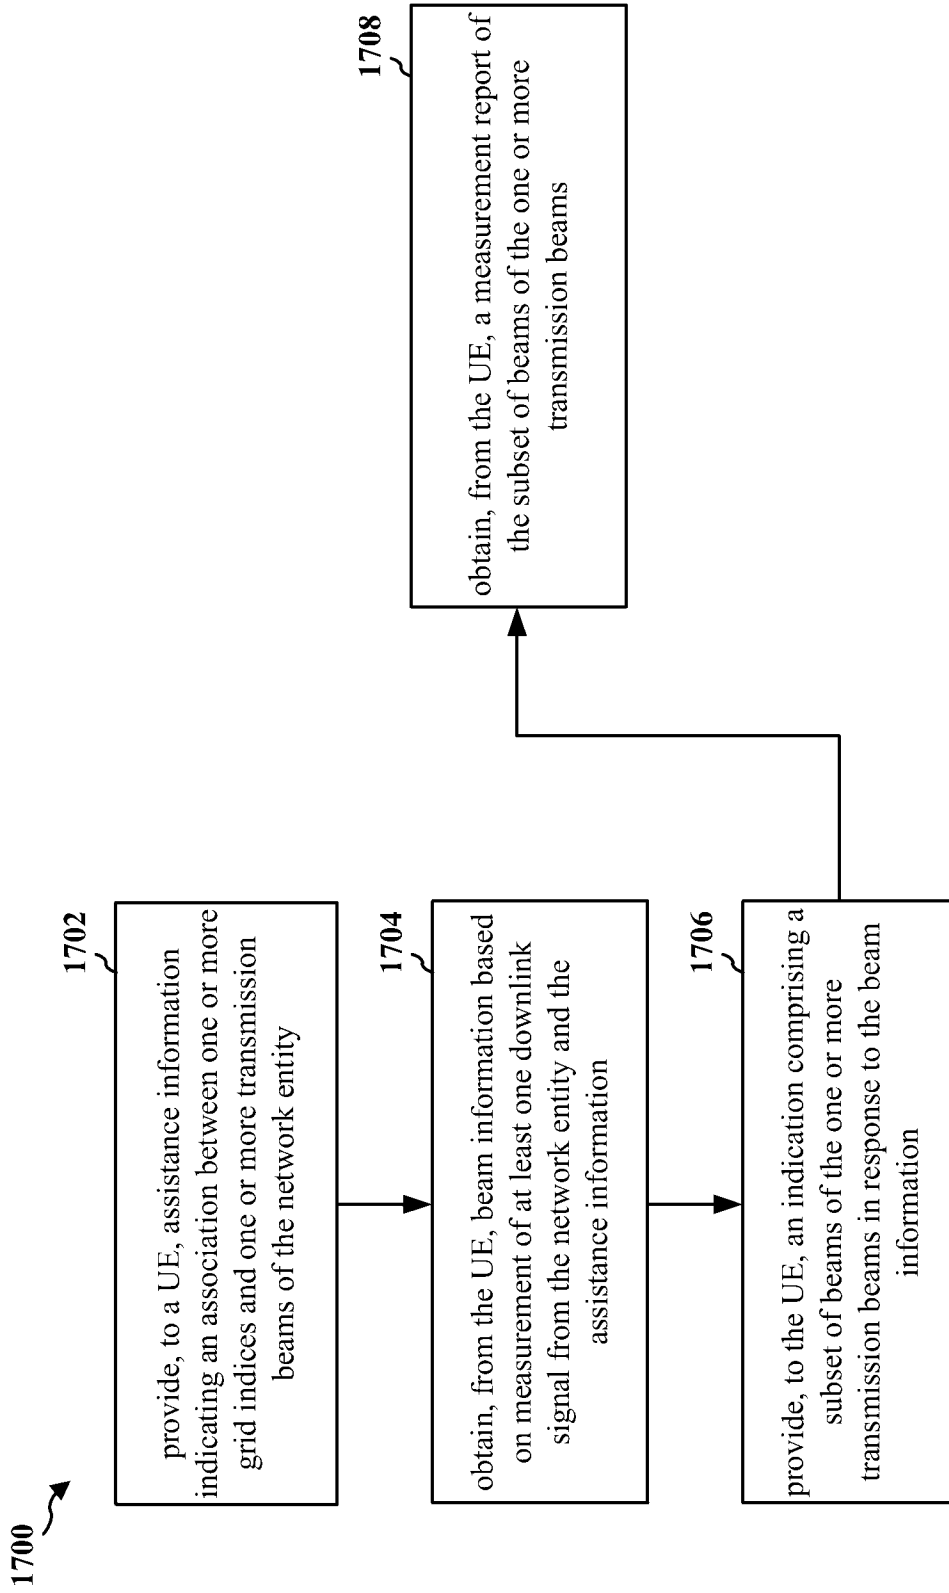 1700
1702
provide, to a UE, assistance information
indicating an association between one or more
grid indices and one or more transmission
beams of the network entity
1704
obtain, from the UE, beam information based
on measurement of at least one downlink
signal from the network entity and the
assistance information
1706
provide, to the UE, an indication comprising a
subset of beams of the one or more
transmission beams in response to the beam
information
1708
obtain, from the UE, a measurement report of
the subset of beams of the one or more
transmission beams